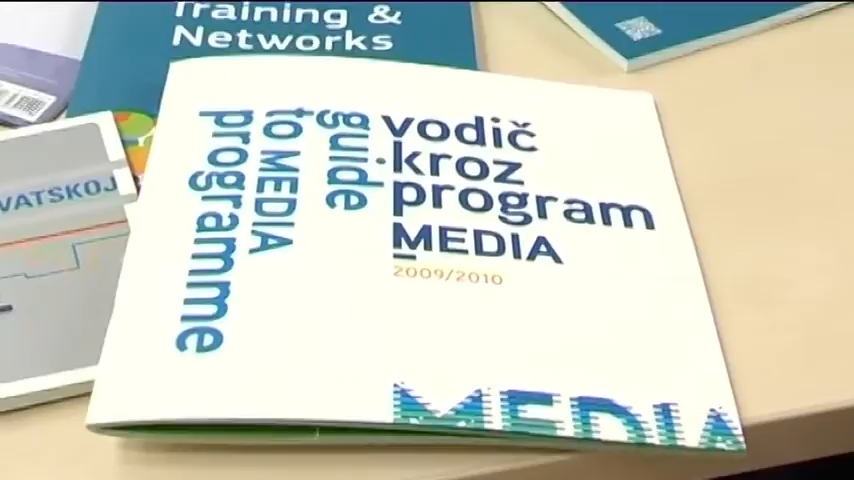 Training &
Networks
VATSKOJ
guide
to MEDIA
programme
vodič
kroz
program
MEDIA
2009/2010
MEDIA